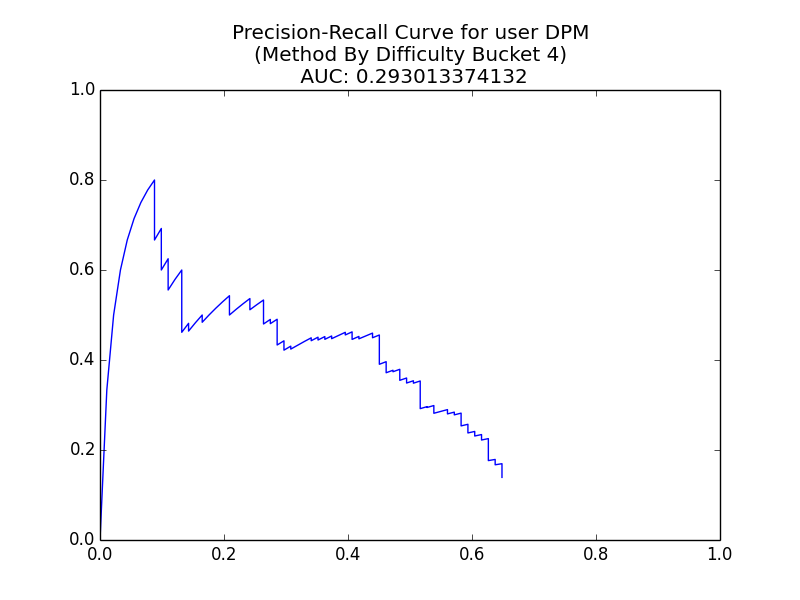 Precision-Recall Curve for user DPM
(Method By Difficulty Bucket 4)
AUC: 0.293013374132
1.0
0.8
0.6
0.4
0.2
0.0
0.0 0.2 0.4 0.6 0.8 1.0